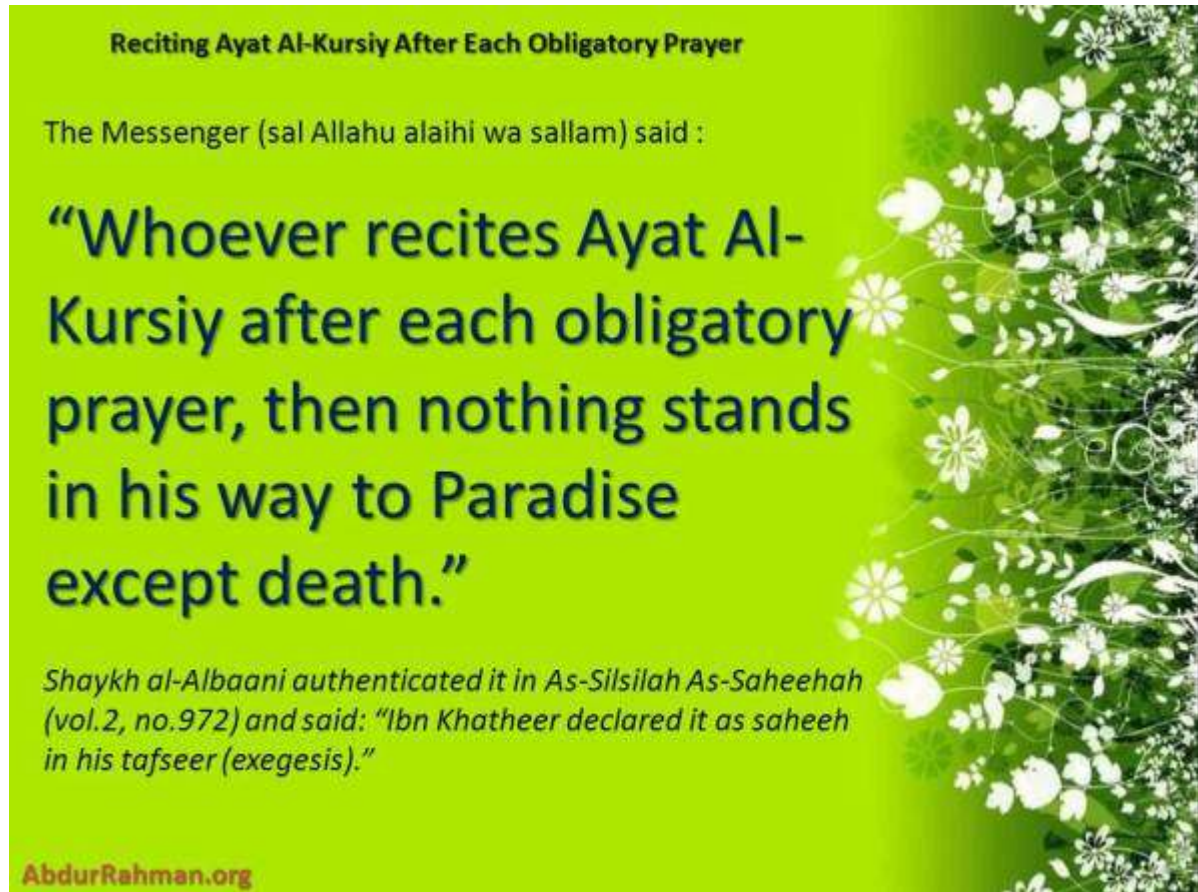 Reciting Ayat Al-Kursiy After Each Obligatory Prayer
The Messenger (sal Allahu alaihi wa sallam) said :
“Whoever recites Ayat Al-
Kursiy after each obligatory
prayer, then nothing stands
in his way to Paradise
except death.”
Shaykh al-Albaani authenticated it in As-Silsilah As-Saheehah
(vol.2, no.972) and said: “Ibn Khatheer declared it as saheeh
in his tafseer (exegesis).”
AbdurRahman.org